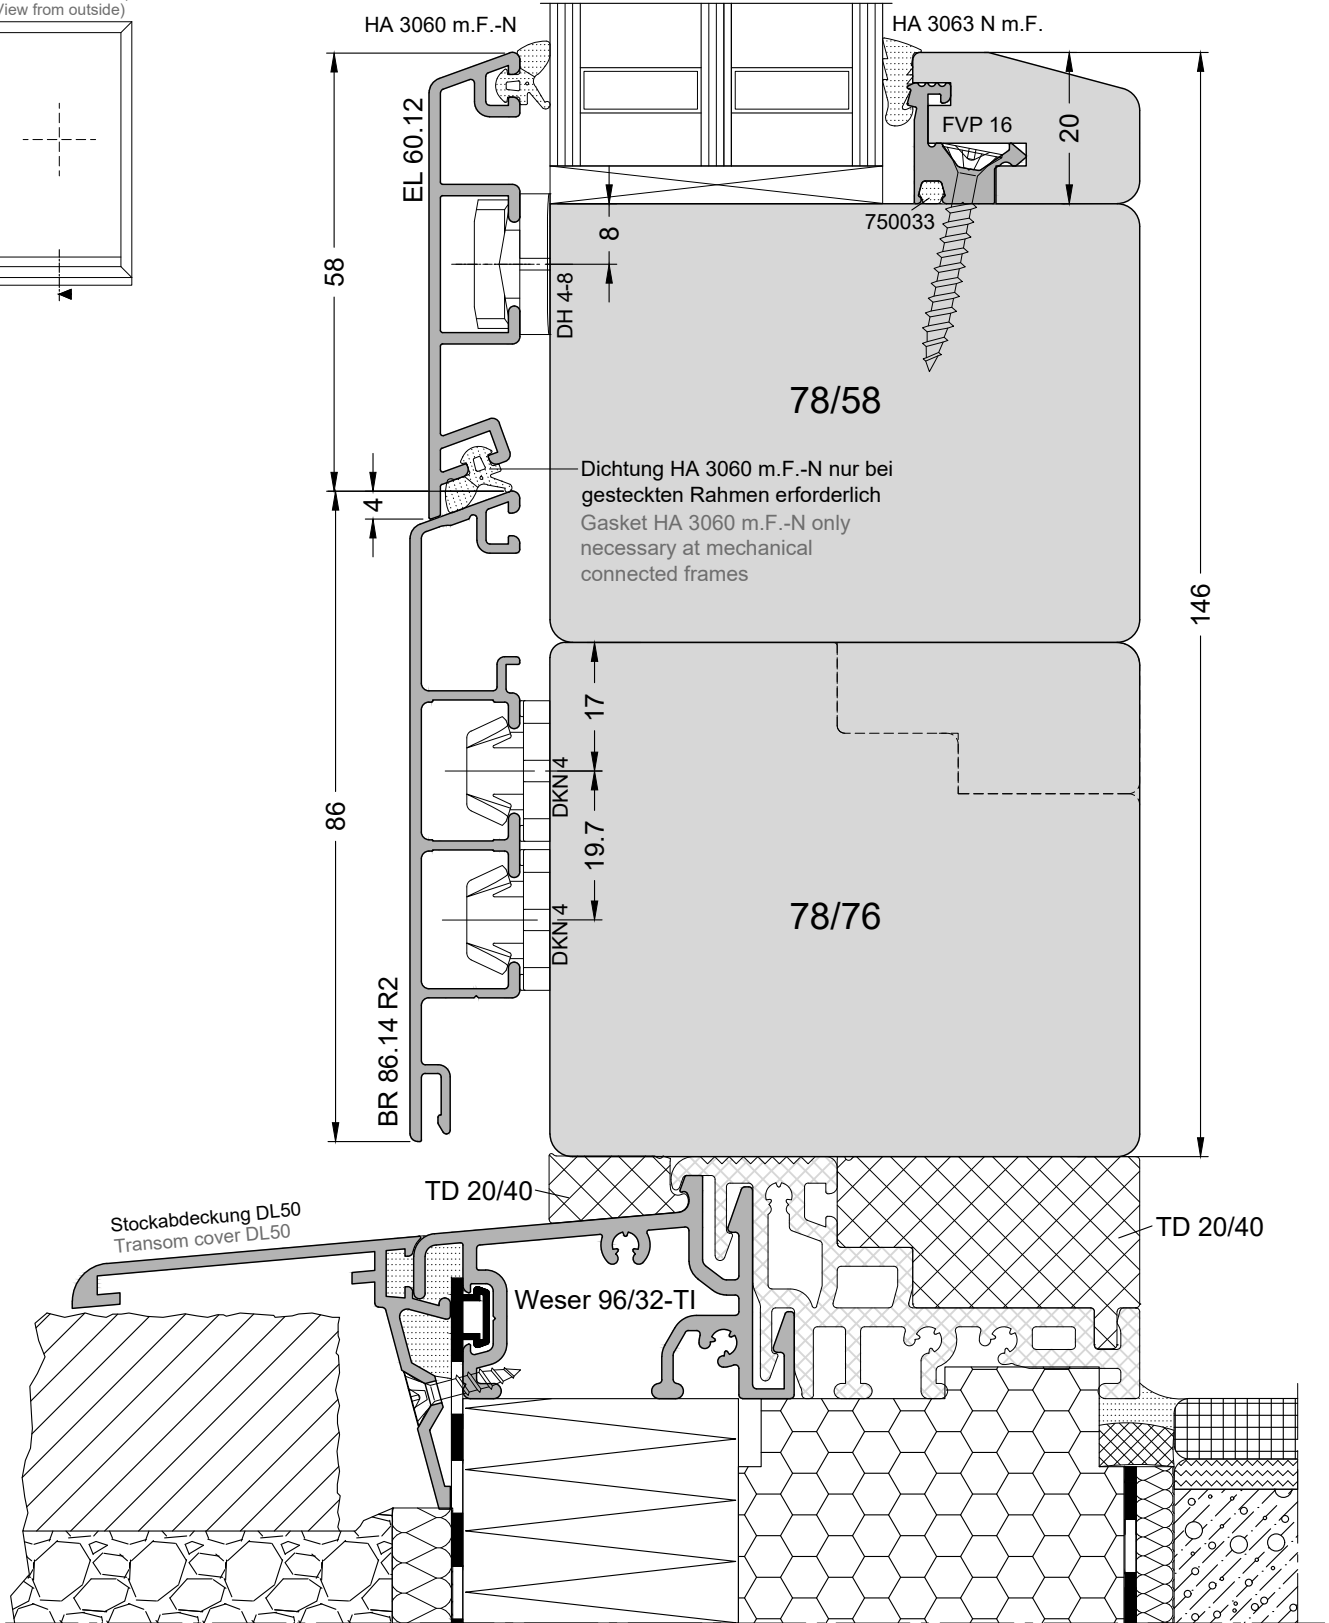 View from outside)
HA 3060 m.F.-N
HA 3063 N m.F.
EL 60.12
FVP 16
20
750033
8
58
DH 4-8
78/58
Dichtung HA 3060 m.F.-N nur bei
gesteckten Rahmen erforderlich
Gasket HA 3060 m.F.-N only
necessary at mechanical
connected frames
4
146
17
DKN 4
86
19.7
78/76
DKN 4
BR 86.14 R2
TD 20/40
Stockabdeckung DL50
Transom cover DL50
TD 20/40
Weser 96/32-TI